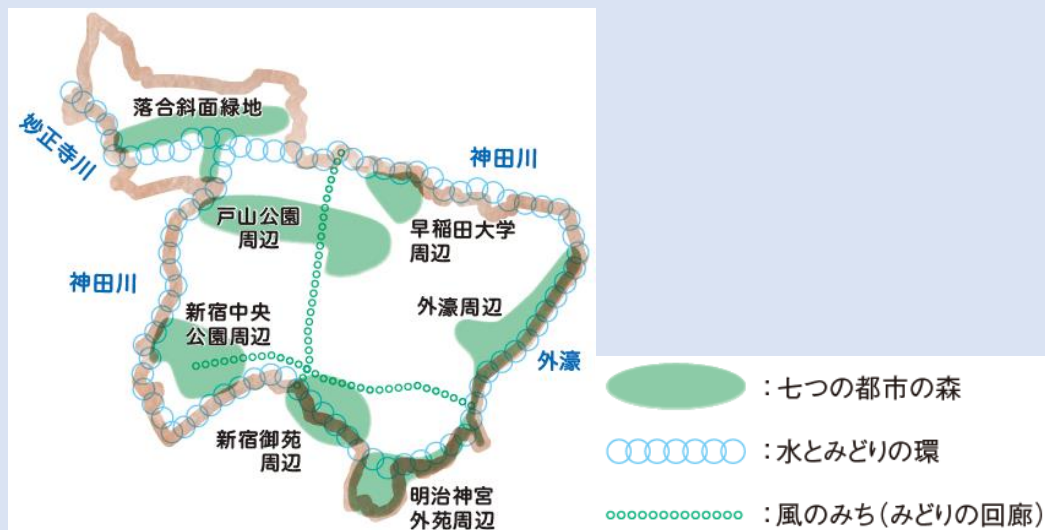 落合斜面緑地
妙正寺川
神田川
戸山公園
周辺
早稲田大学
周辺
神田川
新宿中央
公園周辺
外濠周辺
外濠
新宿御苑
周辺
明治神宮
外苑周辺
：七つの都市の森
：水とみどりの環
：風のみち（みどりの回廊）